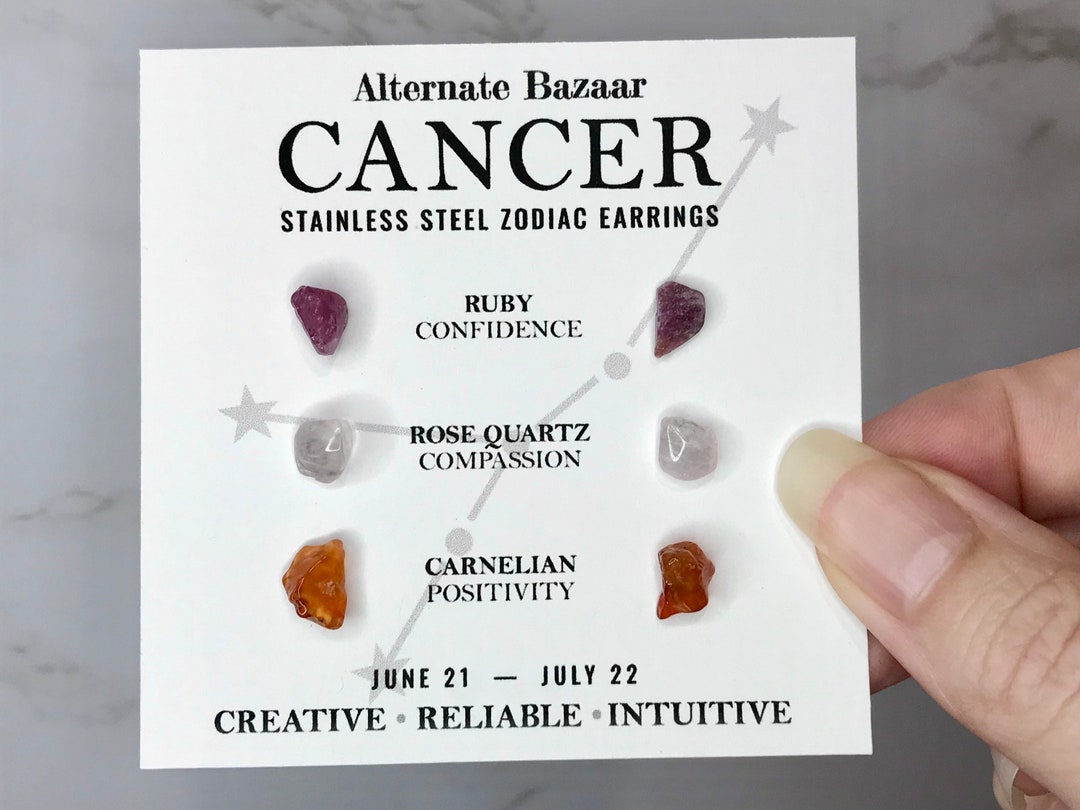 Alternate Bazaar
CANCER
STAINLESS STEEL ZODIAC EARRINGS
RUBY
CONFIDENCE
ROSE QUARTZ
COMPASSION
CARNELIAN
POSITIVITY
JUNE 21 — JULY 22
CREATIVE • RELIABLE • INTUITIVE